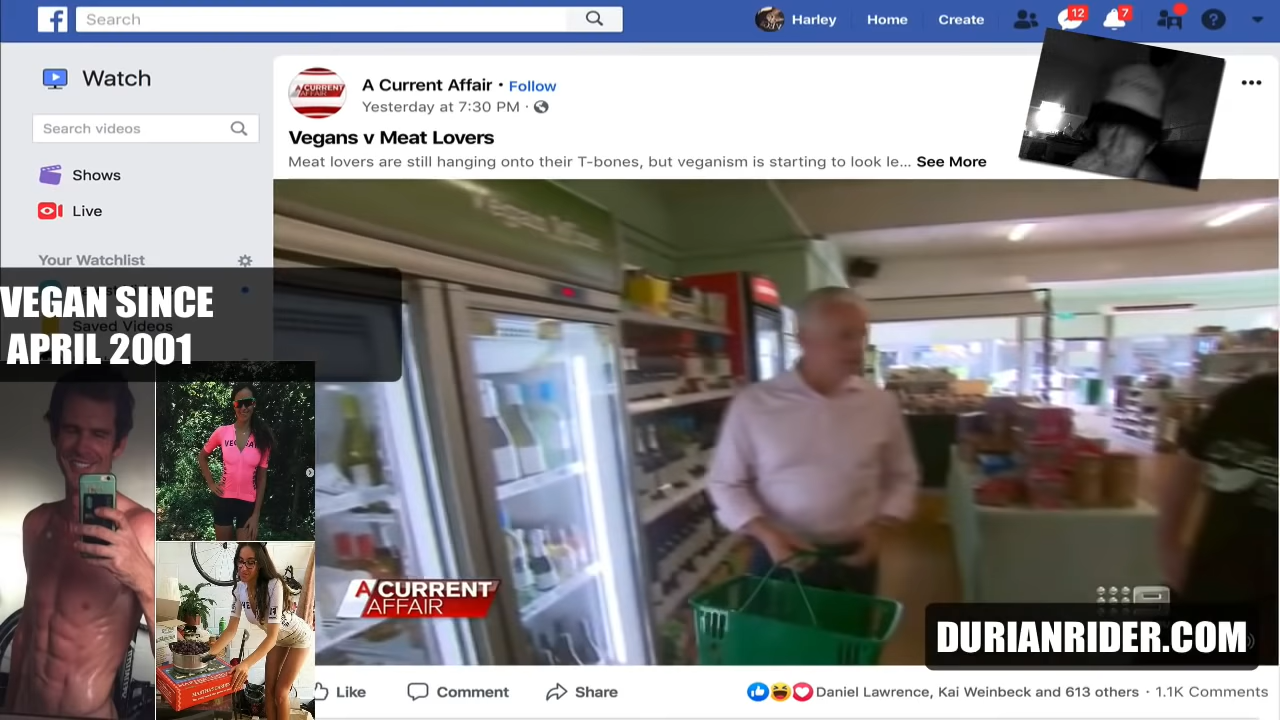 Search
Harley
Home
Create
12
7
Watch
Search videos
Shows
Live
Your Watchlist
Saved Videos
VEGAN SINCE
APRIL 2001
A CURRENT
AFFAIR
A Current Affair · Follow
Yesterday at 7:30 PM ·
Vegans v Meat Lovers
Meat lovers are still hanging onto their T-bones, but veganism is starting to look le... See More
VEGAN
A CURRENT
AFFAIR
DURIANRIDER.COM
Like
Comment
Share
Daniel Lawrence, Kai Weinbeck and 613 others · 1.1K Comments